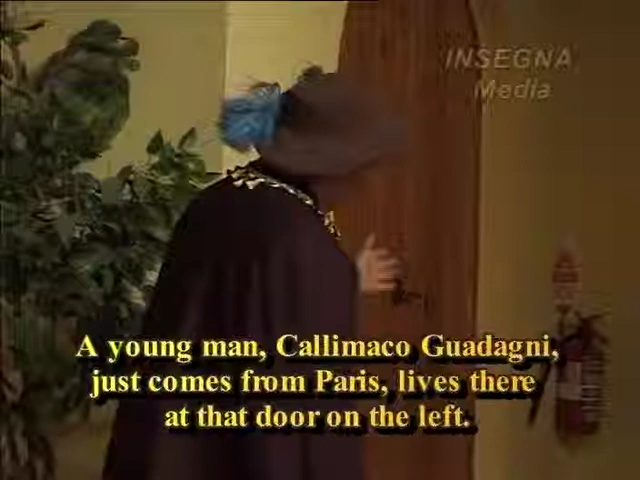 INSEGNA
Media
A young man, Callimaco Guadagni,
just comes from Paris, lives there
at that door on the left.